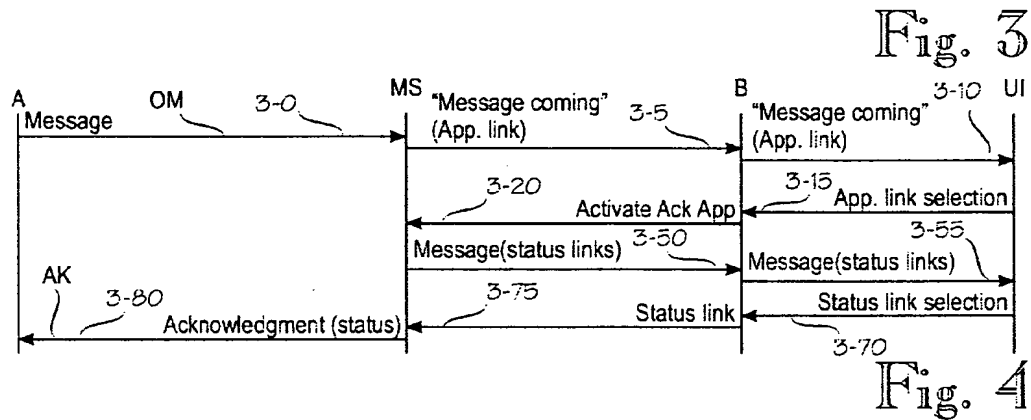 Fig. 3
A
OM
3-0
MS
B
3-10
UI
Message
"Message coming"
(App. link)
3-5
"Message coming"
(App. link)
3-20
Activate Ack App
3-15
App. link selection
Message(status links)
3-50
Message(status links)
3-55
AK
3-80
Acknowledgment (status)
3-75
Status link
Status link selection
3-70
Fig. 4